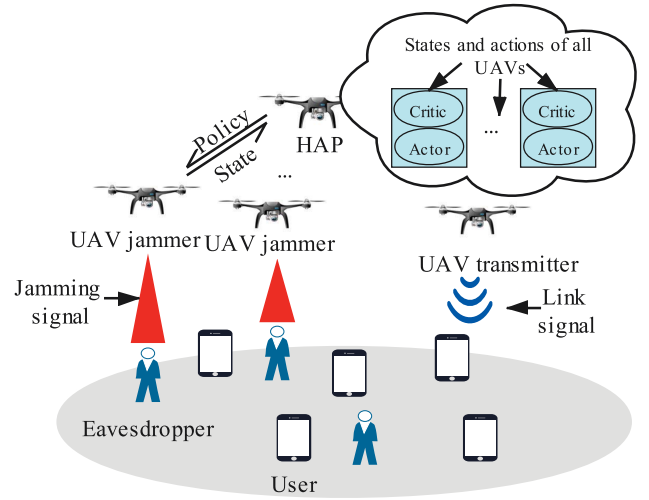 States and actions of all
UAVs
Critic
...
Critic
Actor
Actor
Policy
State
HAP
...
UAV jammer
UAV jammer
UAV transmitter
Jamming
signal
Link
signal
Eavesdropper
User